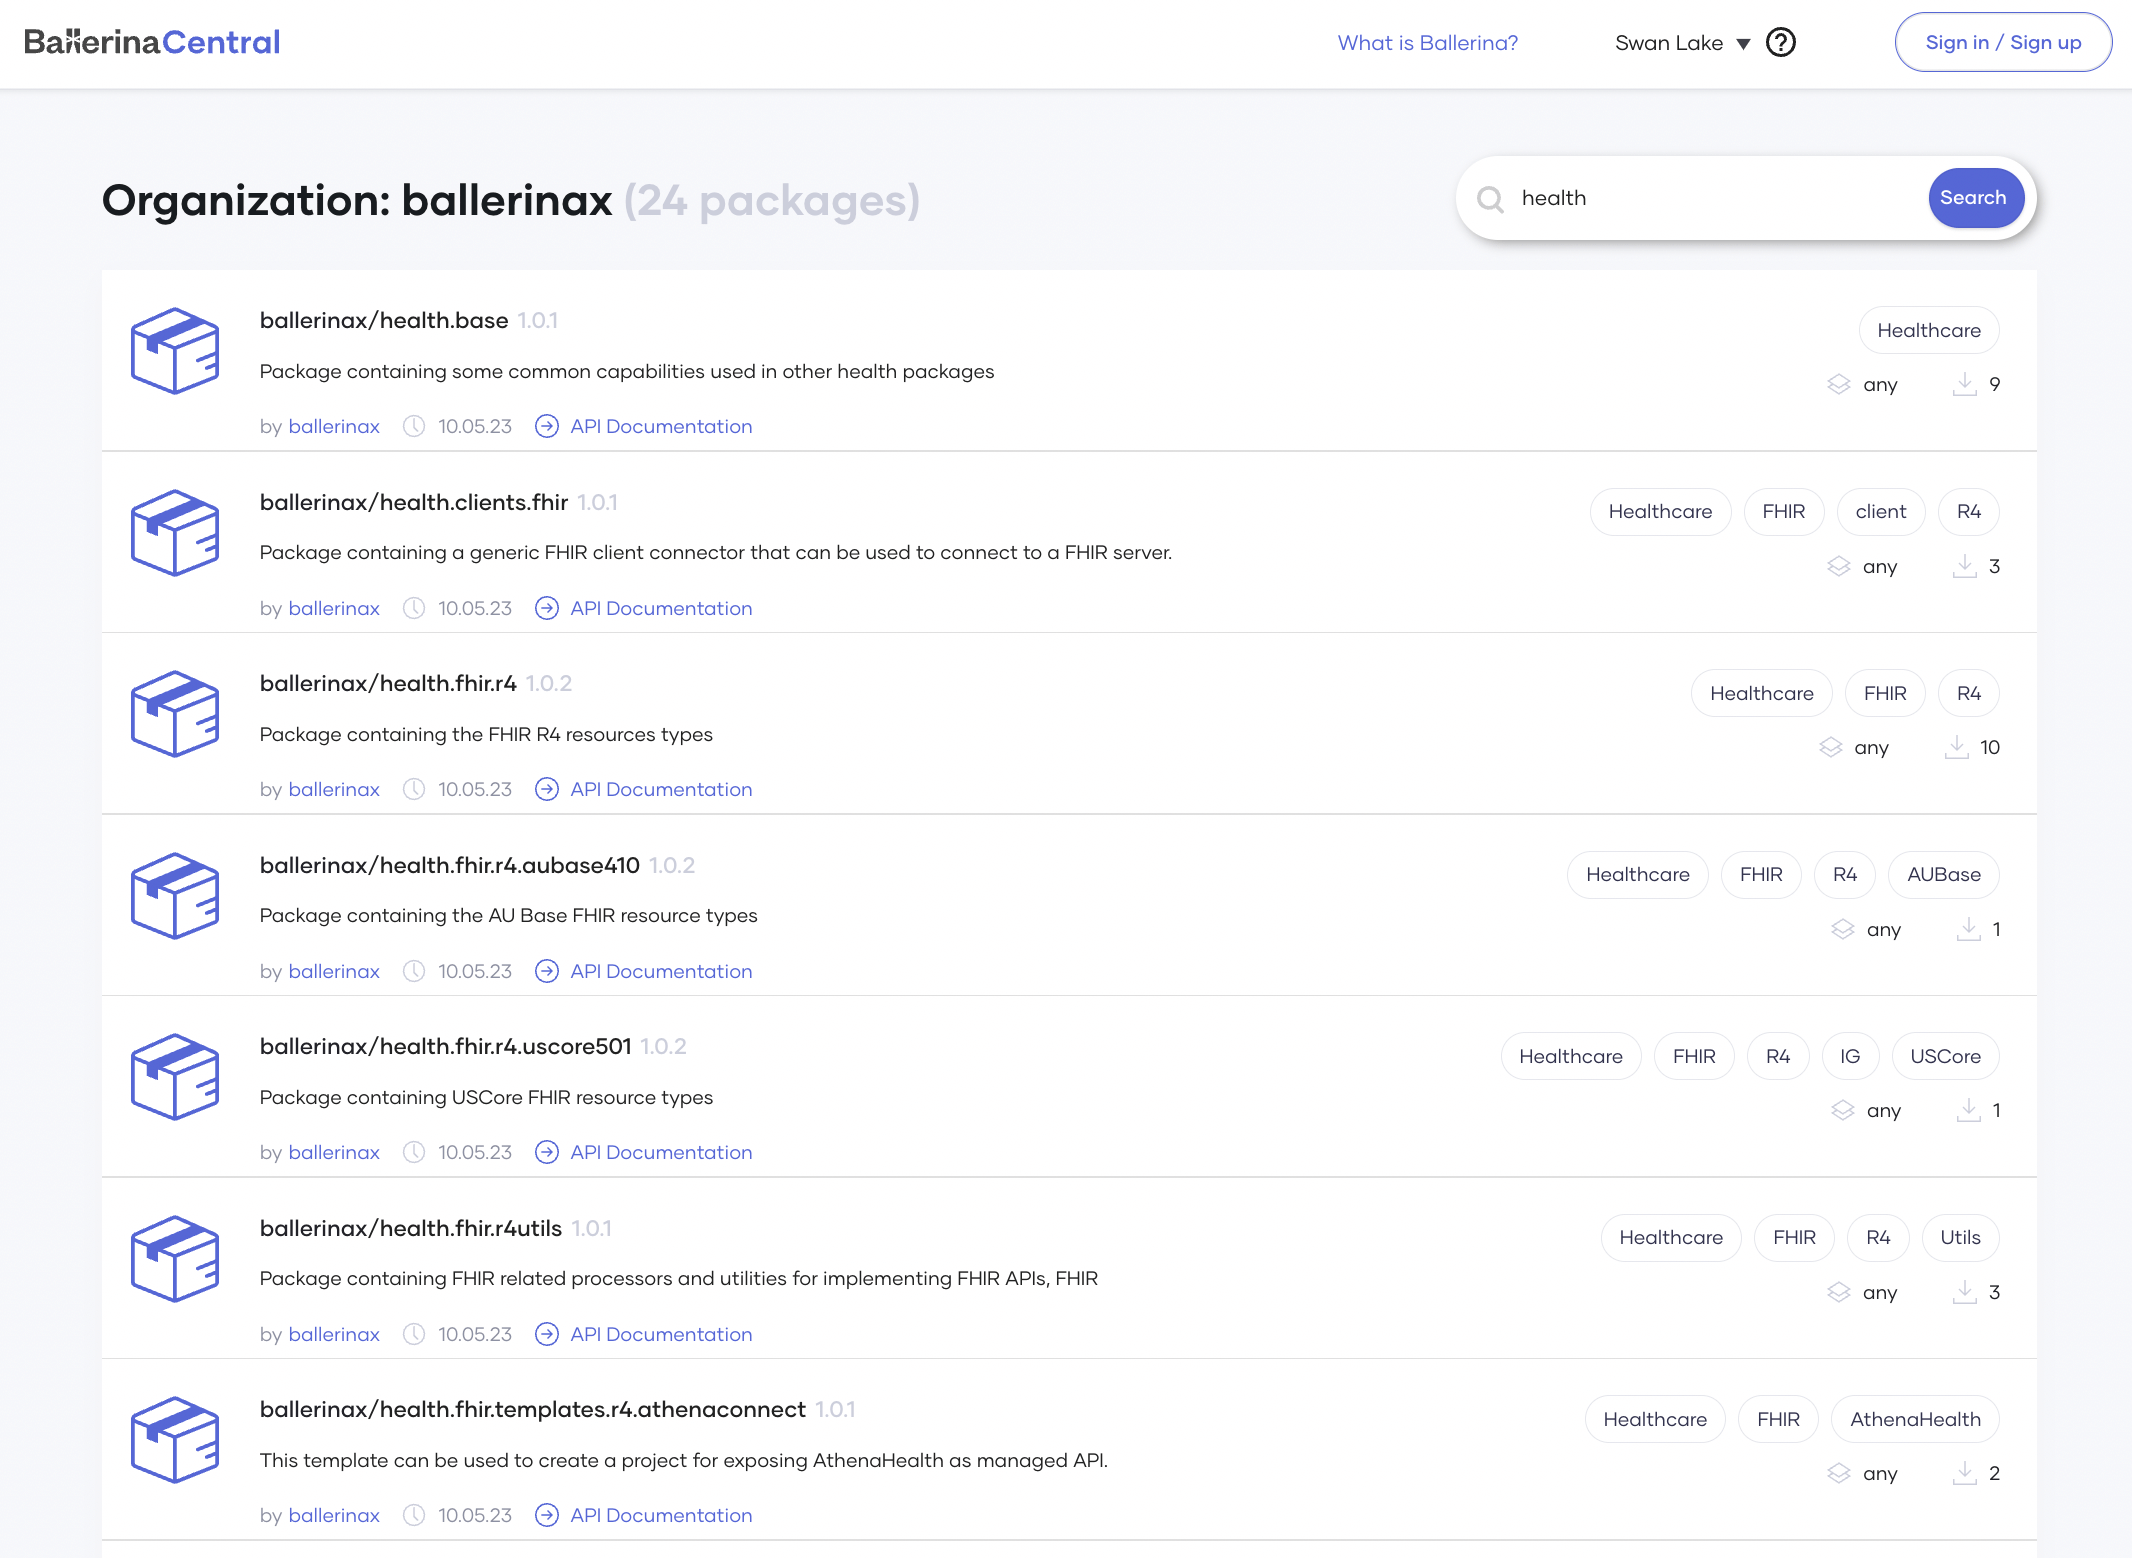 BallerinaCentral
What is Ballerina?
Swan Lake
Sign in / Sign up
Organization: ballerinax (24 packages)
health
Search
ballerinax/health.base 1.0.1
Healthcare
Package containing some common capabilities used in other health packages
any 9
by ballerinax 10.05.23 API Documentation
ballerinax/health.clients.fhir 1.0.1
Healthcare FHIR client R4
Package containing a generic FHIR client connector that can be used to connect to a FHIR server.
any 3
by ballerinax 10.05.23 API Documentation
ballerinax/health.fhir.r4 1.0.2
Healthcare FHIR R4
Package containing the FHIR R4 resources types
any 10
by ballerinax 10.05.23 API Documentation
ballerinax/health.fhir.r4.aubase410 1.0.2
Healthcare FHIR R4 AUBase
Package containing the AU Base FHIR resource types
any 1
by ballerinax 10.05.23 API Documentation
ballerinax/health.fhir.r4.uscore501 1.0.2
Healthcare FHIR R4 IG USCore
Package containing USCore FHIR resource types
any 1
by ballerinax 10.05.23 API Documentation
ballerinax/health.fhir.r4utils 1.0.1
Healthcare FHIR R4 Utils
Package containing FHIR related processors and utilities for implementing FHIR APIs, FHIR
any 3
by ballerinax 10.05.23 API Documentation
ballerinax/health.fhir.templates.r4.athenaconnect 1.0.1
Healthcare FHIR AthenaHealth
This template can be used to create a project for exposing AthenaHealth as managed API.
any 2
by ballerinax 10.05.23 API Documentation